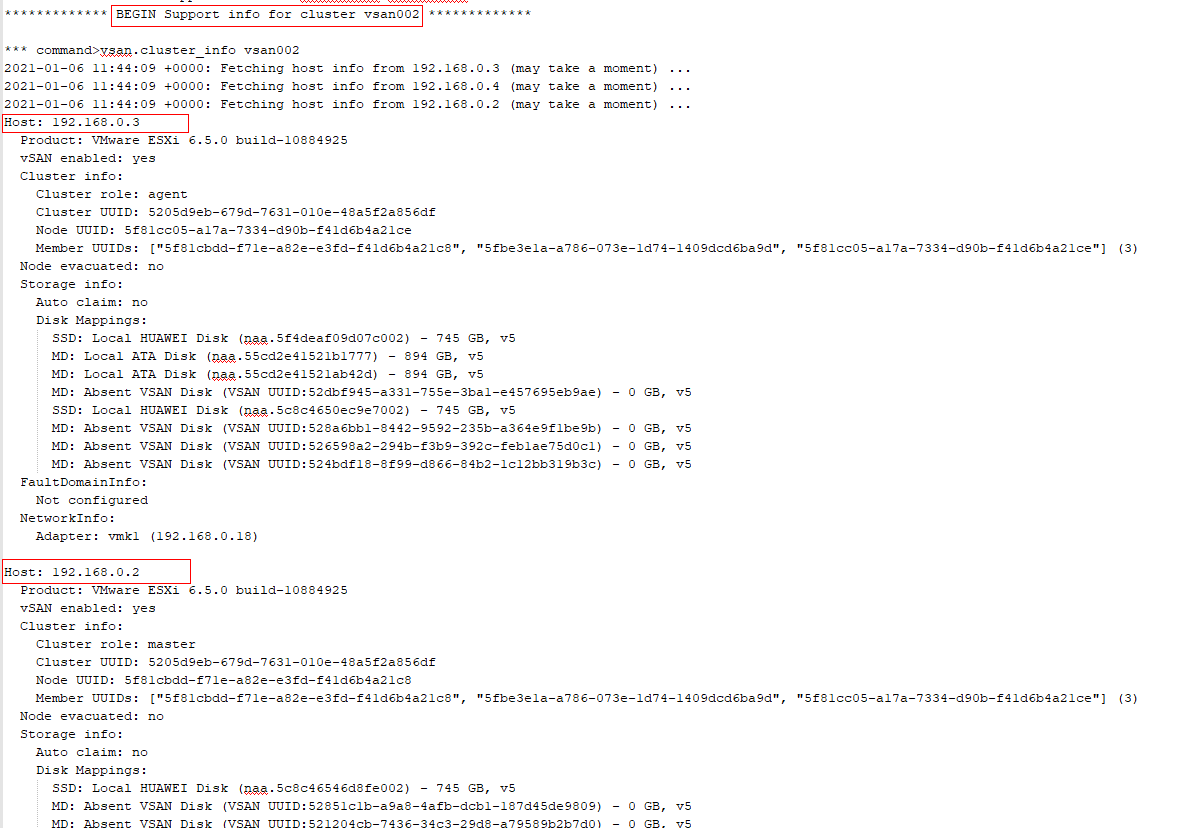 ************* BEGIN Support info for cluster vsan002 *************
*** command>vsan.cluster_info vsan002
2021-01-06 11:44:09 +0000: Fetching host info from 192.168.0.3 (may take a moment) ...
2021-01-06 11:44:09 +0000: Fetching host info from 192.168.0.4 (may take a moment) ...
2021-01-06 11:44:09 +0000: Fetching host info from 192.168.0.2 (may take a moment) ...
Host: 192.168.0.3
Product: VMware ESXi 6.5.0 build-10884925
vSAN enabled: yes
Cluster info:
Cluster role: agent
Cluster UUID: 5205d9eb-679d-7631-010e-48a5f2a856df
Node UUID: 5f81cc05-a17a-7334-d90b-f41d6b4a21ce
Member UUIDs: ["5f81cbdd-f71e-a82e-e3fd-f41d6b4a21c8", "5fbe3e1a-a786-073e-1d74-1409dcd6ba9d", "5f81cc05-a17a-7334-d90b-f41d6b4a21ce"] (3)
Node evacuated: no
Storage info:
Auto claim: no
Disk Mappings:
SSD: Local HUAWEI Disk (naa.5f4deaf09d07c002) - 745 GB, v5
MD: Local ATA Disk (naa.55cd2e41521b1777) - 894 GB, v5
MD: Local ATA Disk (naa.55cd2e41521ab42d) - 894 GB, v5
MD: Absent VSAN Disk (VSAN UUID:52dbf945-a331-755e-3ba1-e457695eb9ae) - 0 GB, v5
SSD: Local HUAWEI Disk (naa.5c8c4650ec9e7002) - 745 GB, v5
MD: Absent VSAN Disk (VSAN UUID:528a6bb1-8442-9592-235b-a364e9f1be9b) - 0 GB, v5
MD: Absent VSAN Disk (VSAN UUID:526598a2-294b-f3b9-392c-feb1ae75d0c1) - 0 GB, v5
MD: Absent VSAN Disk (VSAN UUID:524bdf18-8f99-d866-84b2-1c12bb319b3c) - 0 GB, v5
FaultDomainInfo:
Not configured
NetworkInfo:
Adapter: vmk1 (192.168.0.18)
Host: 192.168.0.2
Product: VMware ESXi 6.5.0 build-10884925
vSAN enabled: yes
Cluster info:
Cluster role: master
Cluster UUID: 5205d9eb-679d-7631-010e-48a5f2a856df
Node UUID: 5f81cbdd-f71e-a82e-e3fd-f41d6b4a21c8
Member UUIDs: ["5f81cbdd-f71e-a82e-e3fd-f41d6b4a21c8", "5fbe3e1a-a786-073e-1d74-1409dcd6ba9d", "5f81cc05-a17a-7334-d90b-f41d6b4a21ce"] (3)
Node evacuated: no
Storage info:
Auto claim: no
Disk Mappings:
SSD: Local HUAWEI Disk (naa.5c8c46546d8fe002) - 745 GB, v5
MD: Absent VSAN Disk (VSAN UUID:52851c1b-a9a8-4afb-dcb1-187d45de9809) - 0 GB, v5
MD: Absent VSAN Disk (VSAN UUID:521204cb-7436-34c3-29d8-a79589b2b7d0) - 0 GB, v5